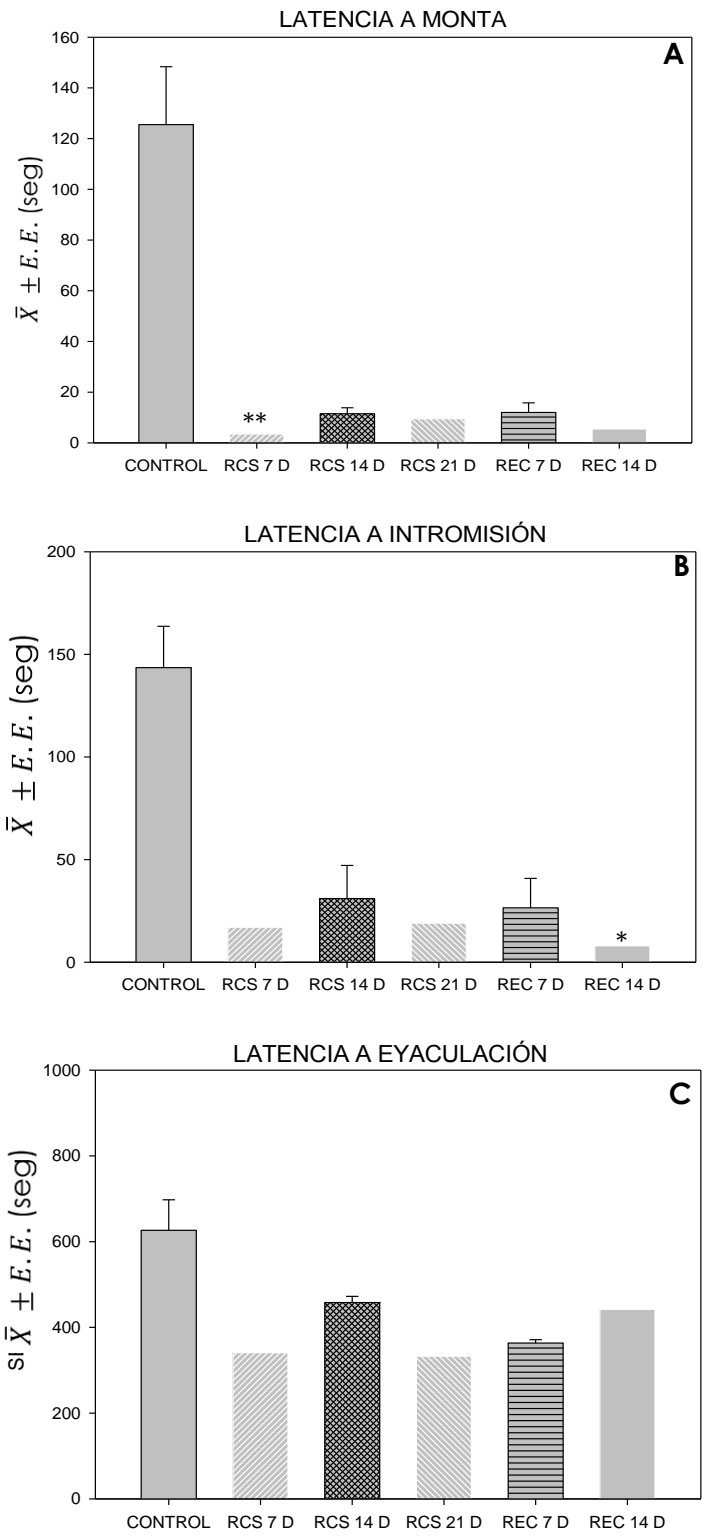 LATENCIA A MONTA
A
160
140
120
100
80
60
40
20
0
X̄ ± E.E. (seg)
**
CONTROL RCS 7 D RCS 14 D RCS 21 D REC 7 D REC 14 D
LATENCIA A INTROMISIÓN
B
200
150
100
50
0
X̄ ± E.E. (seg)
*
CONTROL RCS 7 D RCS 14 D RCS 21 D REC 7 D REC 14 D
LATENCIA A EYACULACIÓN
C
1000
800
600
400
200
0
SI X̄ ± E.E. (seg)
CONTROL RCS 7 D RCS 14 D RCS 21 D REC 7 D REC 14 D